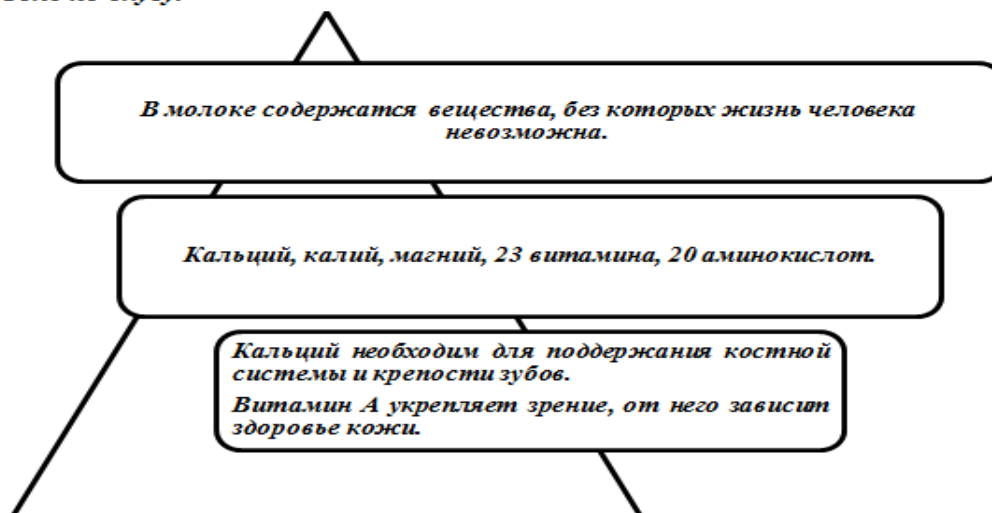 В молоке содержатся вещества, без которых жизнь человека
невозможна.
Кальций, калий, магний, 23 витамина, 20 аминокислот.
Кальций необходим для поддержания костной
системы и крепости зубов.
Витамин А укрепляет зрение, от него зависит
здоровье кожи.